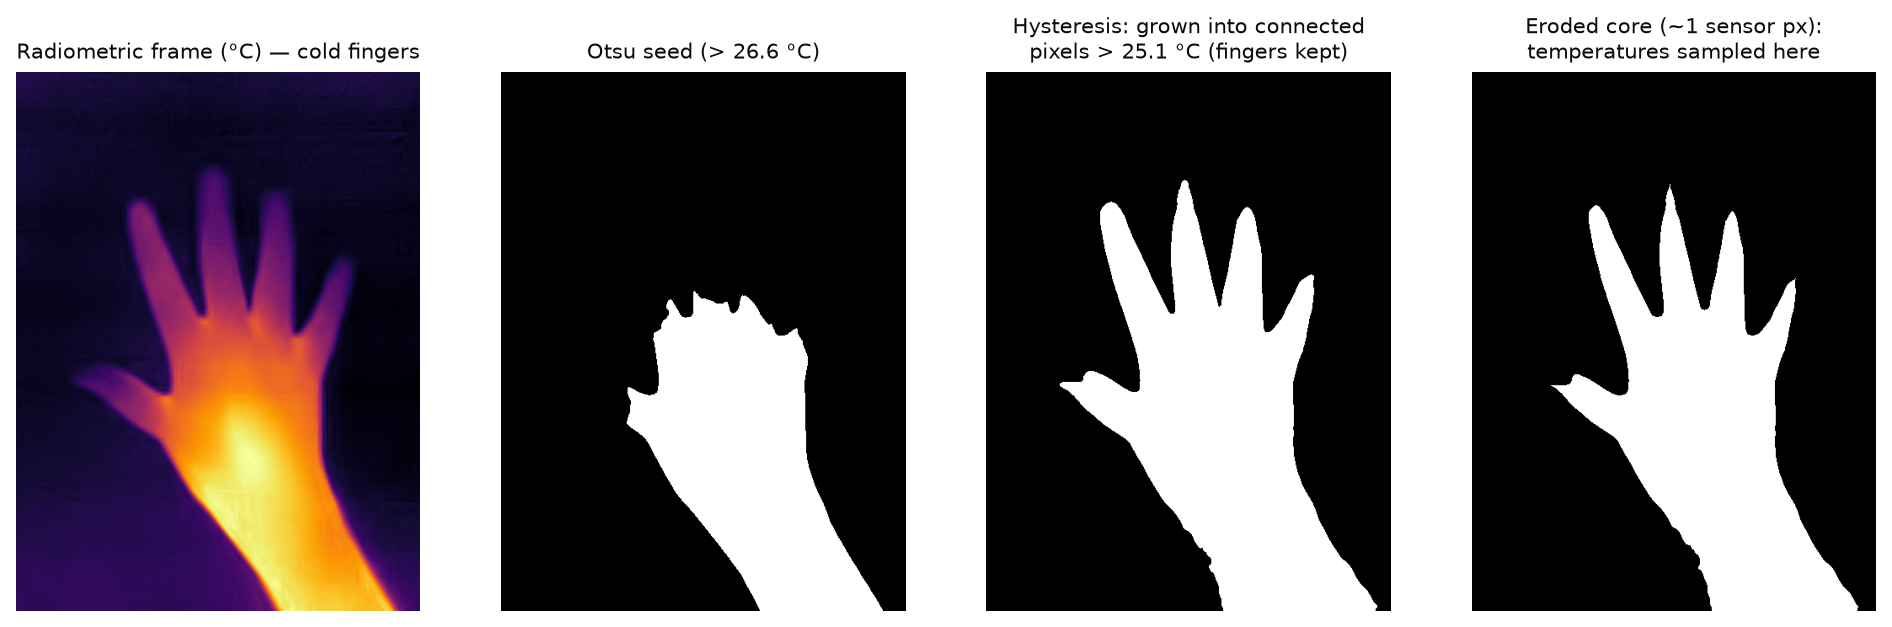 Radiometric frame (°C) — cold fingers
Otsu seed (> 26.6 °C)
Hysteresis: grown into connected
pixels > 25.1 °C (fingers kept)
Eroded core (~1 sensor px):
temperatures sampled here